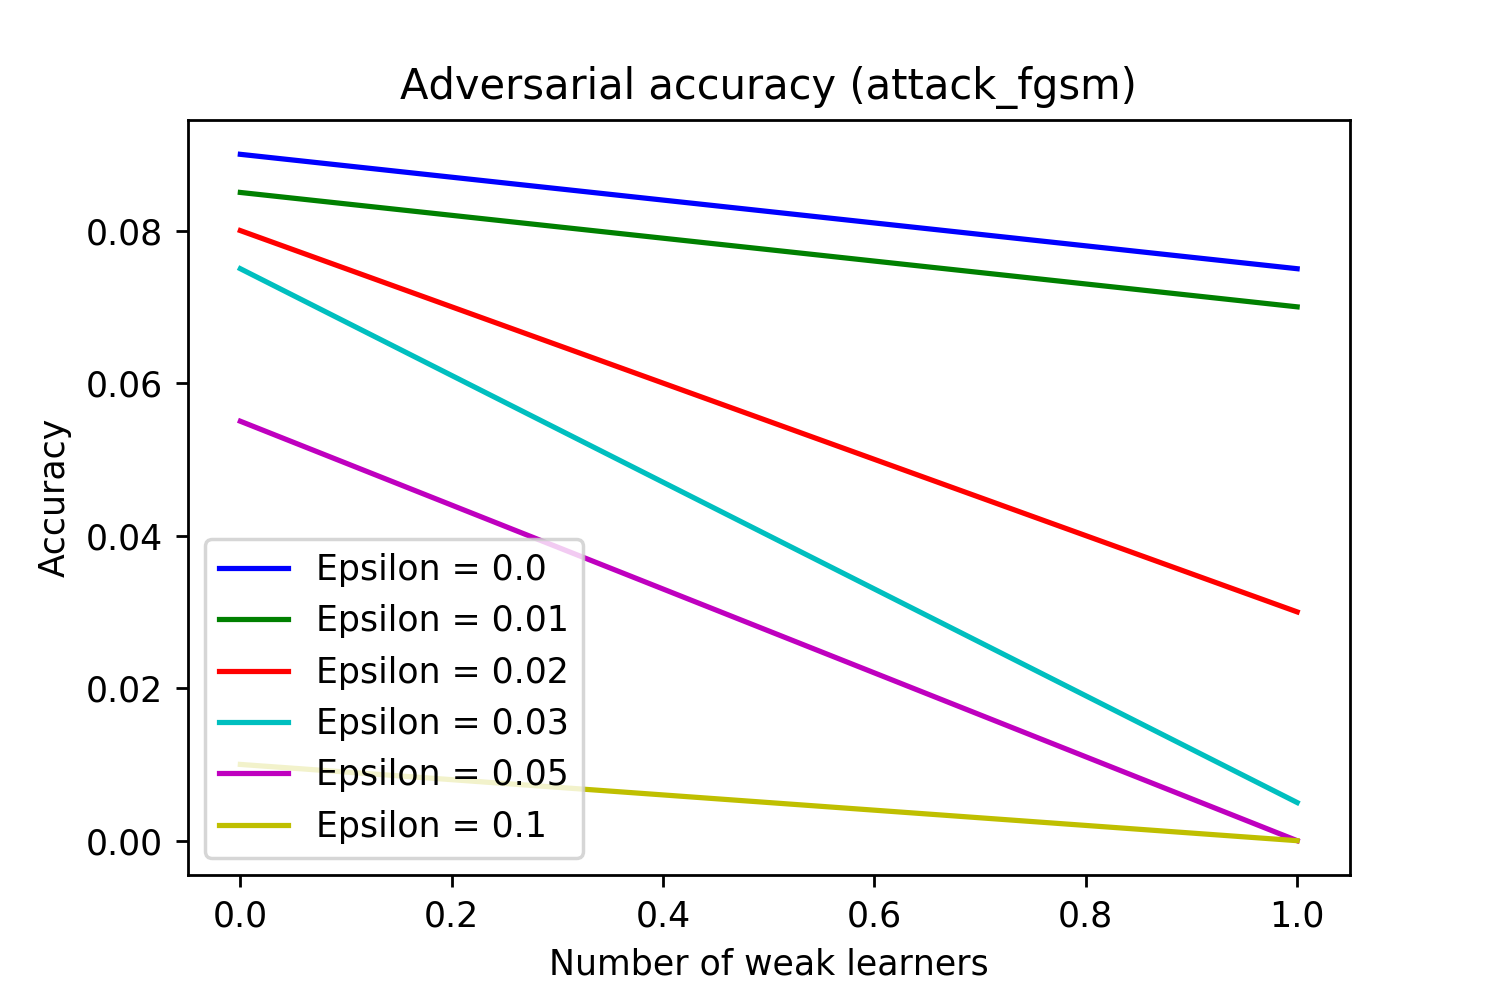 Adversarial accuracy (attack_fgsm)
0.08
0.06
0.04
0.02
0.00
Accuracy
Epsilon = 0.0
Epsilon = 0.01
Epsilon = 0.02
Epsilon = 0.03
Epsilon = 0.05
Epsilon = 0.1
0.0 0.2 0.4 0.6 0.8 1.0
Number of weak learners